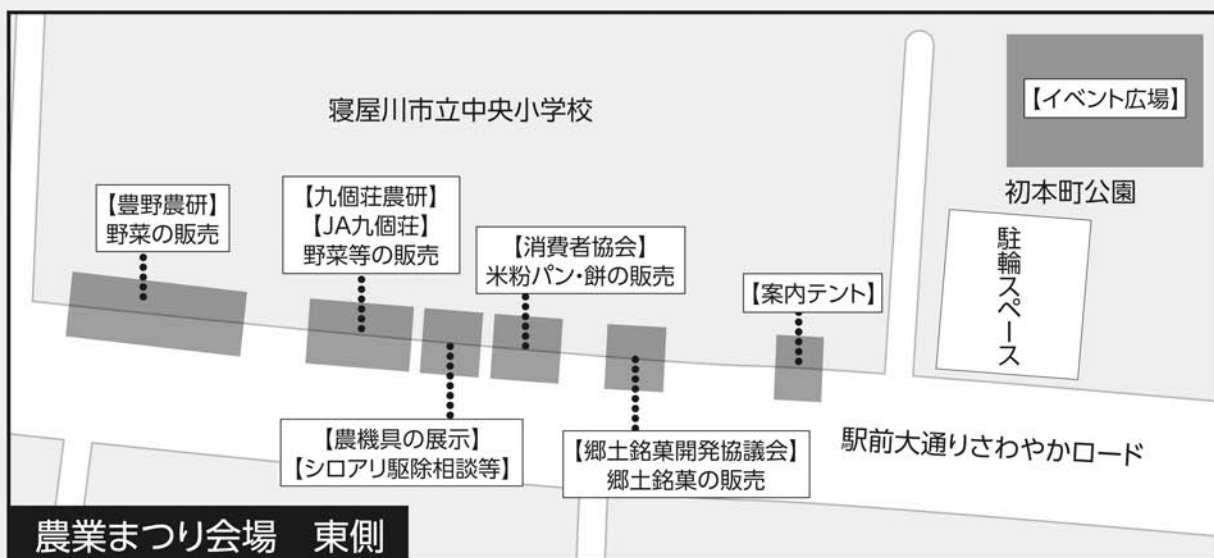 寝屋川市立中央小学校
【イベント広場】
初本町公園
駐輪スペース
【豊野農研】
野菜の販売
【九個荘農研】
【JA九個荘】
野菜等の販売
【消費者協会】
米粉パン・餅の販売
【案内テント】
【農機具の展示】
【シロアリ駆除相談等】
【郷土銘菓開発協議会】
郷土銘菓の販売
駅前大通りさわやかロード
農業まつり会場　東側